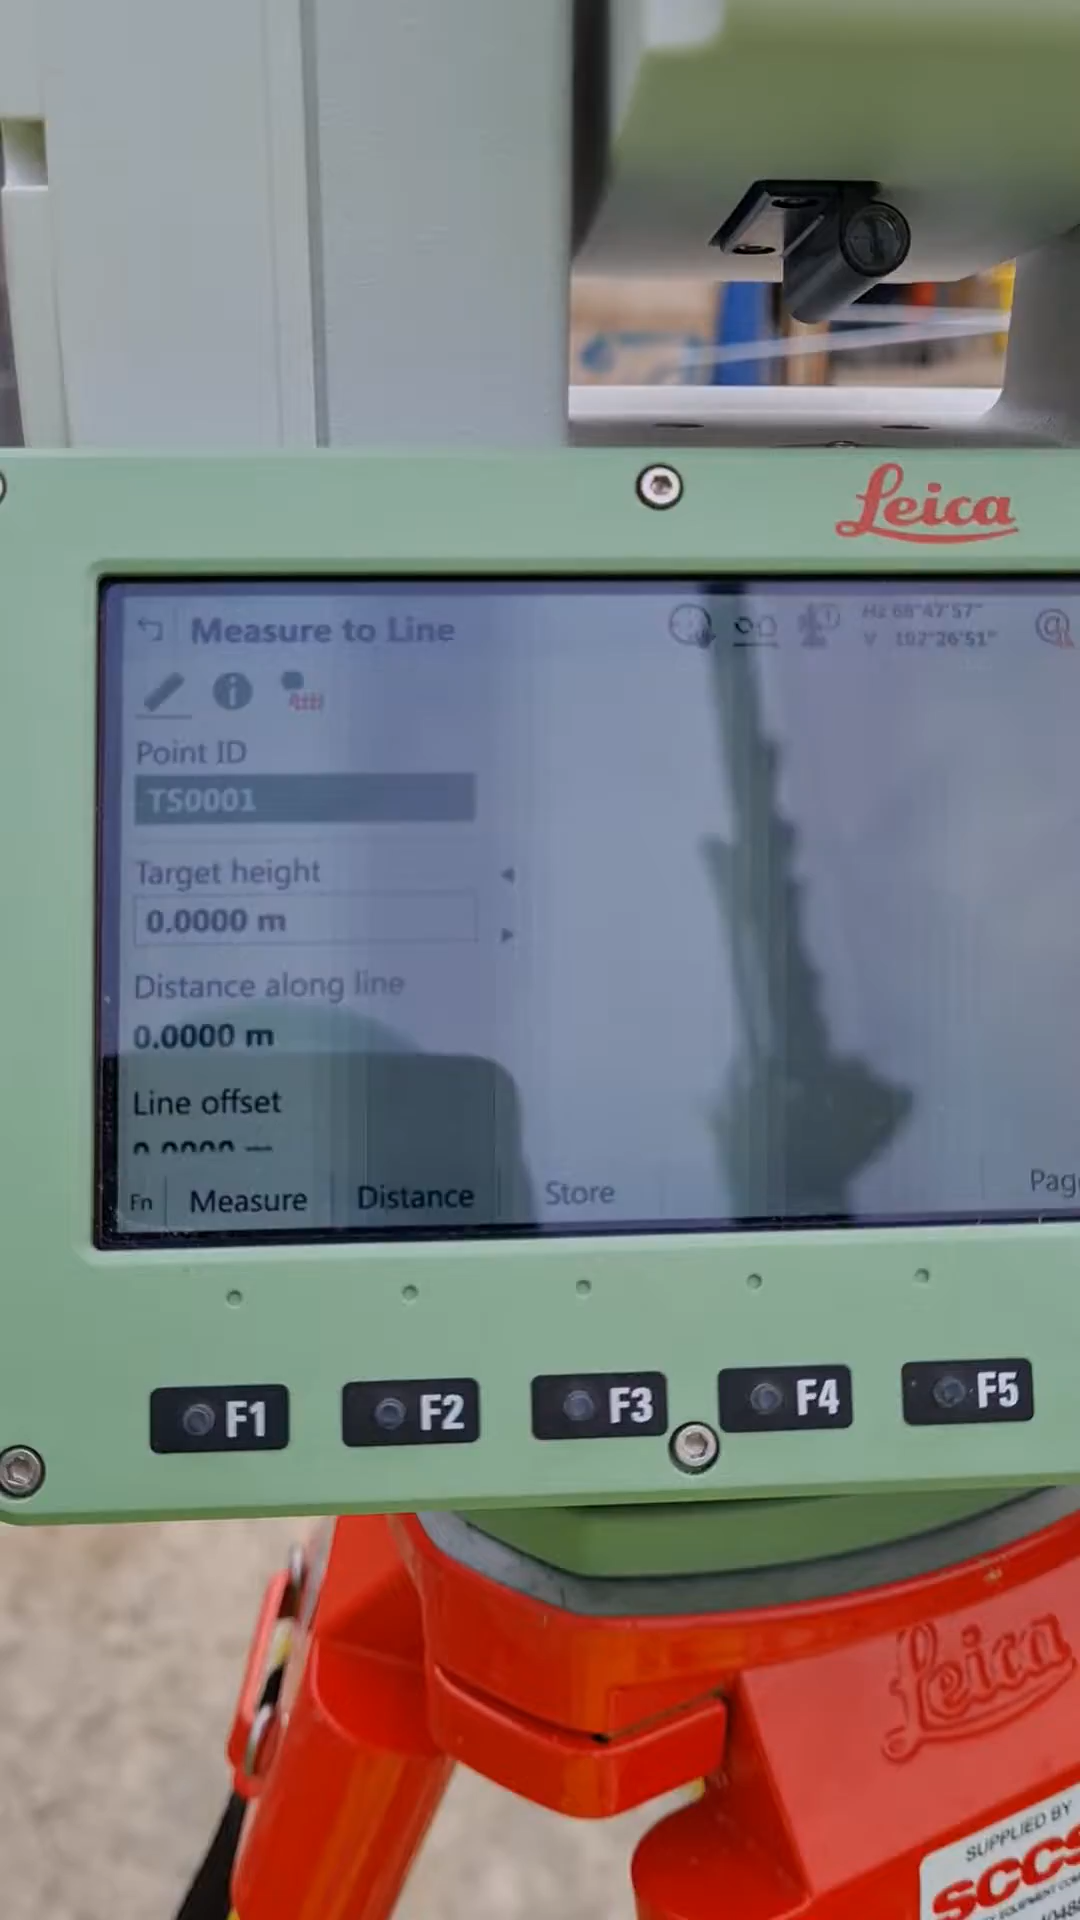 Leica
Measure to Line
Hz 68°47'57"
V 102°26'51"
Point ID
TS0001
Target height
0.0000 m
Distance along line
0.0000 m
Line offset
0.0000 m
Fn Measure Distance Store Pag
F1 F2 F3 F4 F5
Leica
SUPPLIED BY
SCCS